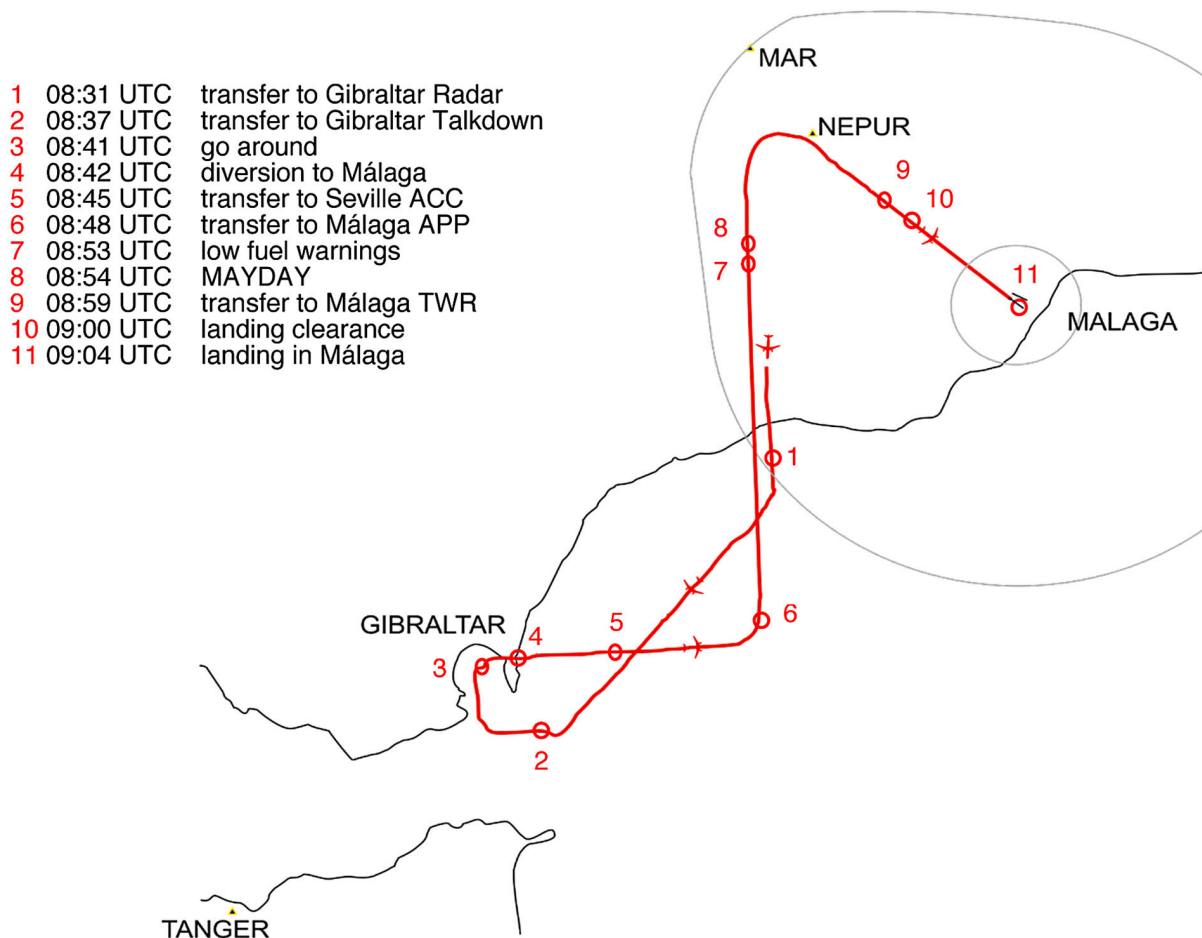 MAR
1 08:31 UTC transfer to Gibraltar Radar
2 08:37 UTC transfer to Gibraltar Talkdown
3 08:41 UTC go around
4 08:42 UTC diversion to Málaga
5 08:45 UTC transfer to Seville ACC
6 08:48 UTC transfer to Málaga APP
7 08:53 UTC low fuel warnings
8 08:54 UTC MAYDAY
9 08:59 UTC transfer to Málaga TWR
10 09:00 UTC landing clearance
11 09:04 UTC landing in Málaga
NEPUR
9
10
8
7
11
MALAGA
1
GIBRALTAR
4
5
6
3
2
TANGER